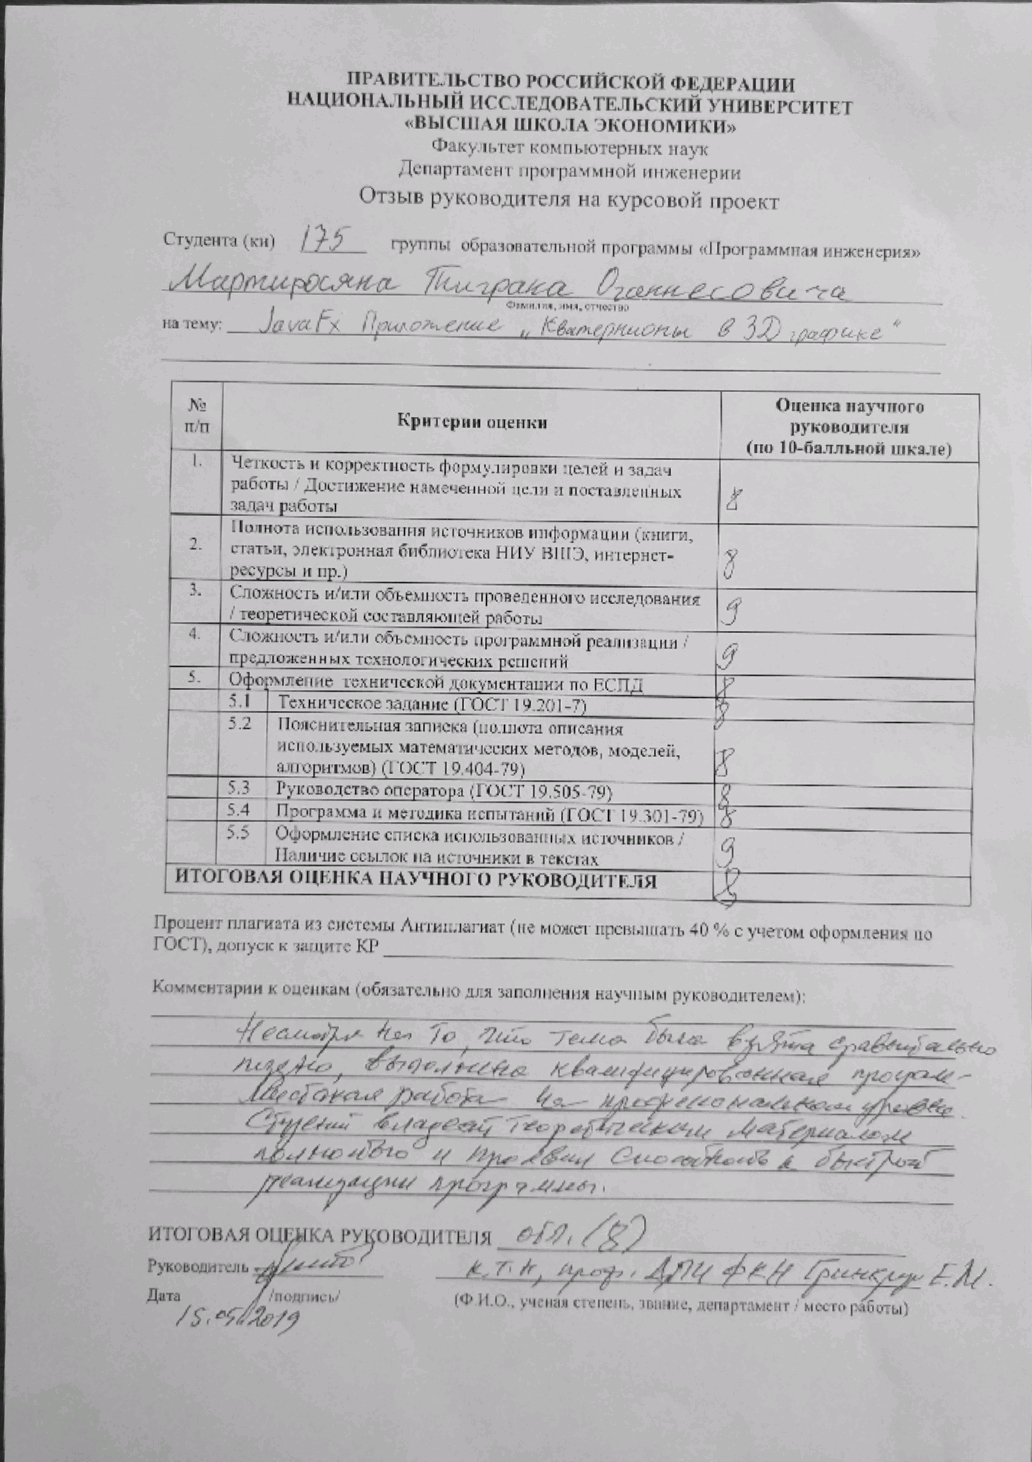 ПРАВИТЕЛЬСТВО РОССИЙСКОЙ ФЕДЕРАЦИИ
НАЦИОНАЛЬНЫЙ ИССЛЕДОВАТЕЛЬСКИЙ УНИВЕРСИТЕТ
«ВЫСШАЯ ШКОЛА ЭКОНОМИКИ»
Факультет компьютерных наук
Департамент программной инженерии
Отзыв руководителя на курсовой проект
Студента (ки) 175 группы образовательной программы «Программная инженерия»
Мартиросяна Тиграна Оганнесовича
Фамилия, имя, отчество
на тему: JavaFx Приложение „Кватернионы в 3D графике“
№ п/п Критерии оценки Оценка научного руководителя (по 10-балльной шкале)
1. Четкость и корректность формулировки целей и задач
работы / Достижение намеченной цели и поставленных
задач работы 8
2. Полнота использования источников информации (книги,
статьи, электронная библиотека НИУ ВШЭ, интернет-
ресурсы и пр.) 8
3. Сложность и/или объемность проведенного исследования
/ теоретической составляющей работы 9
4. Сложность и/или объемность программной реализации /
предложенных технологических решений 9
5. Оформление технической документации по ЕСПД 8
5.1 Техническое задание (ГОСТ 19.201-7) 8
5.2 Пояснительная записка (полнота описания
используемых математических методов, моделей,
алгоритмов) (ГОСТ 19.404-79) 8
5.3 Руководство оператора (ГОСТ 19.505-79) 8
5.4 Программа и методика испытаний (ГОСТ 19.301-79) 8
5.5 Оформление списка использованных источников /
Наличие ссылок на источники в текстах 9
ИТОГОВАЯ ОЦЕНКА НАУЧНОГО РУКОВОДИТЕЛЯ 8
Процент плагиата из системы Антиплагиат (не может превышать 40 % с учетом оформления по
ГОСТ), допуск к защите КР
Комментарии к оценкам (обязательно для заполнения научным руководителем):
Несмотря на то, что тема была взята сравнительно
поздно, выполнена квалифицированная програм-
мистская работа на профессиональном уровне.
Студент владеет теоретическим материалом
полностью и проявил способность к быстрой
реализации программы.
ИТОГОВАЯ ОЦЕНКА РУКОВОДИТЕЛЯ отл. (8)
Руководитель к.т.н, проф. ДПИ ФКН Гринкруг Е.М.
Дата /подпись/ (Ф.И.О., ученая степень, звание, департамент / место работы)
15.05.2019